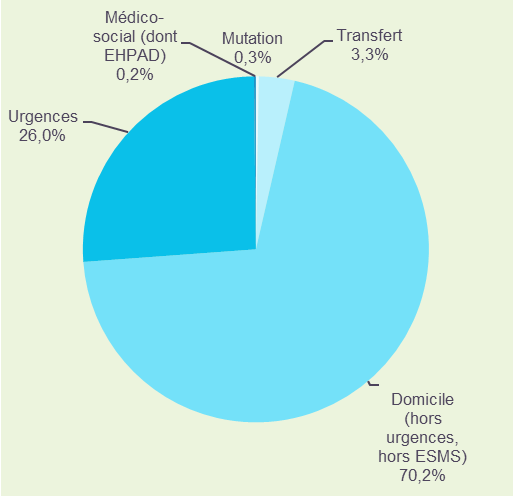 Médico-
social (dont
EHPAD)
0,2%
Mutation
0,3%
Transfert
3,3%
Urgences
26,0%
Domicile
(hors
urgences,
hors ESMS)
70,2%